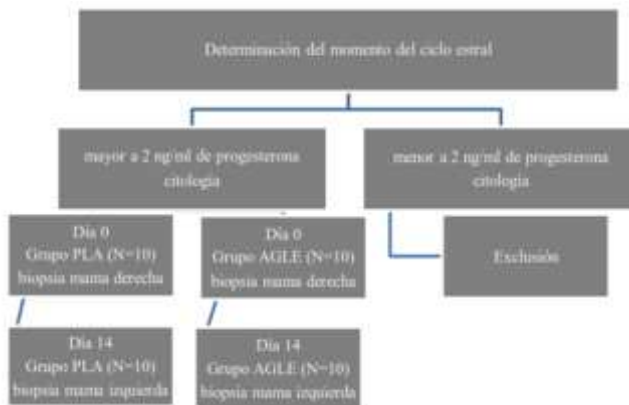 Determinación del momento del ciclo estral
mayor a 2 ng/ml de progesterona
citología
menor a 2 ng/ml de progesterona
citología
Día 0
Grupo PLA (N=10)
biopsia mama derecha
Día 0
Grupo AGLE (N=10)
biopsia mama derecha
Exclusión
Día 14
Grupo PLA (N=10)
biopsia mama izquierda
Día 14
Grupo AGLE (N=10)
biopsia mama izquierda